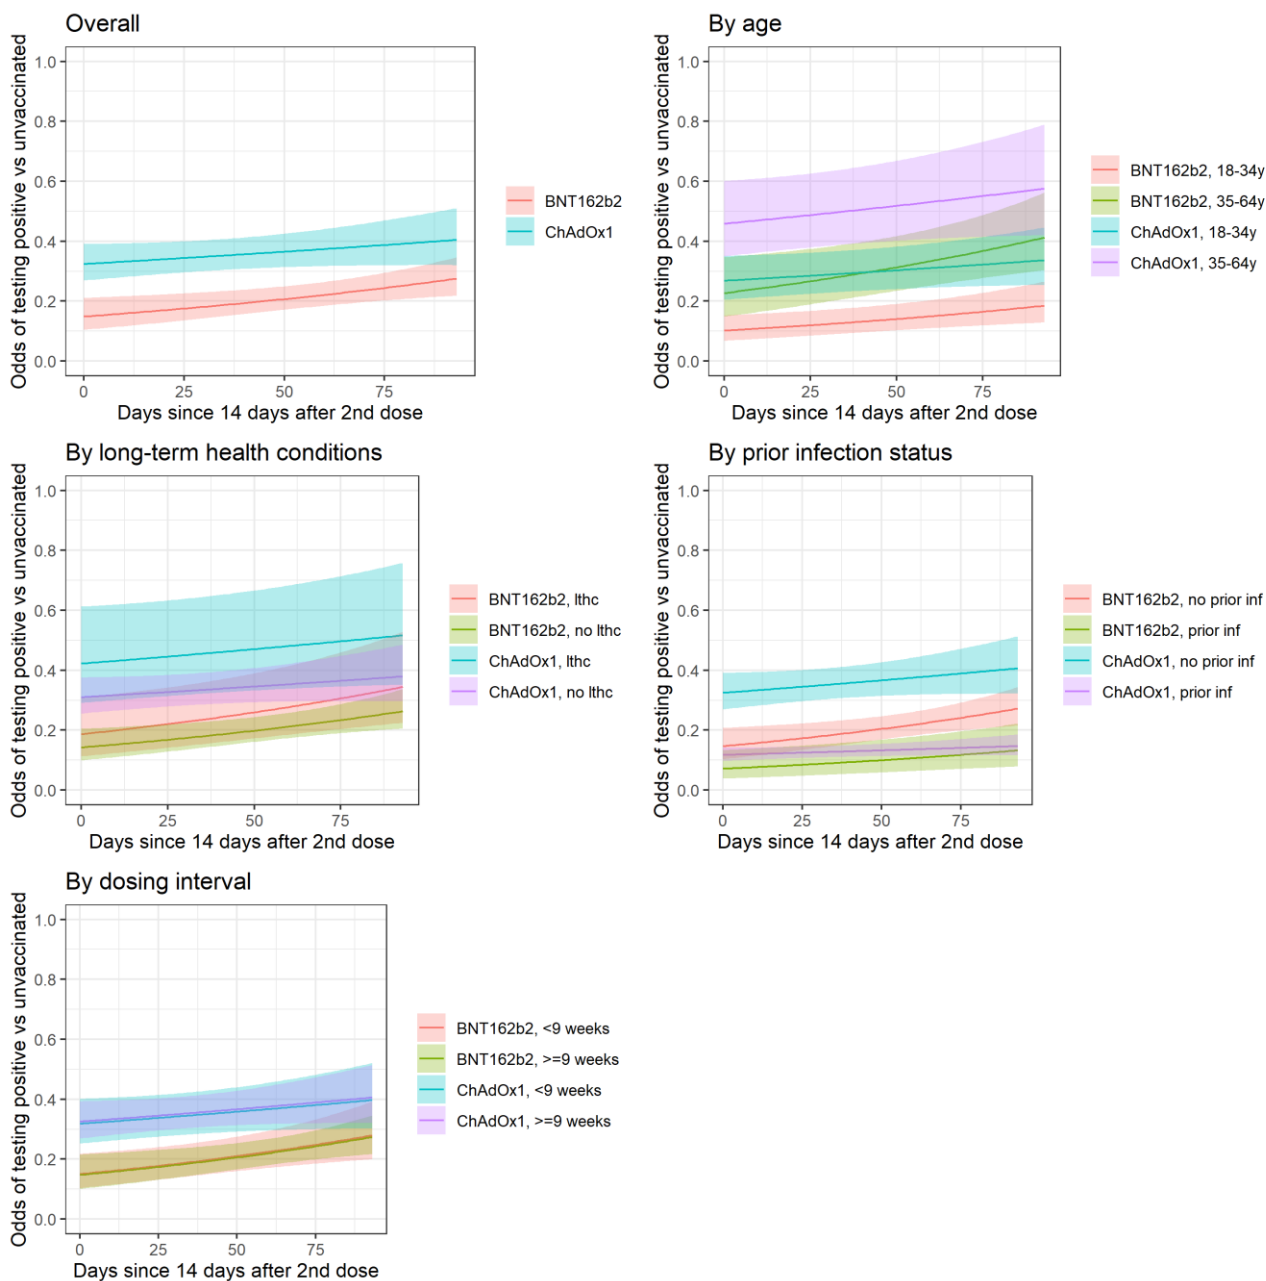 Overall
Odds of testing positive vs unvaccinated
1.0
0.8
0.6
0.4
0.2
0.0
0 25 50 75
Days since 14 days after 2nd dose
BNT162b2
ChAdOx1
By age
Odds of testing positive vs unvaccinated
1.0
0.8
0.6
0.4
0.2
0.0
0 25 50 75
Days since 14 days after 2nd dose
BNT162b2, 18-34y
BNT162b2, 35-64y
ChAdOx1, 18-34y
ChAdOx1, 35-64y
By long-term health conditions
Odds of testing positive vs unvaccinated
1.0
0.8
0.6
0.4
0.2
0.0
0 25 50 75
Days since 14 days after 2nd dose
BNT162b2, lthc
BNT162b2, no lthc
ChAdOx1, lthc
ChAdOx1, no lthc
By prior infection status
Odds of testing positive vs unvaccinated
1.0
0.8
0.6
0.4
0.2
0.0
0 25 50 75
Days since 14 days after 2nd dose
BNT162b2, no prior inf
BNT162b2, prior inf
ChAdOx1, no prior inf
ChAdOx1, prior inf
By dosing interval
Odds of testing positive vs unvaccinated
1.0
0.8
0.6
0.4
0.2
0.0
0 25 50 75
Days since 14 days after 2nd dose
BNT162b2, <9 weeks
BNT162b2, >=9 weeks
ChAdOx1, <9 weeks
ChAdOx1, >=9 weeks